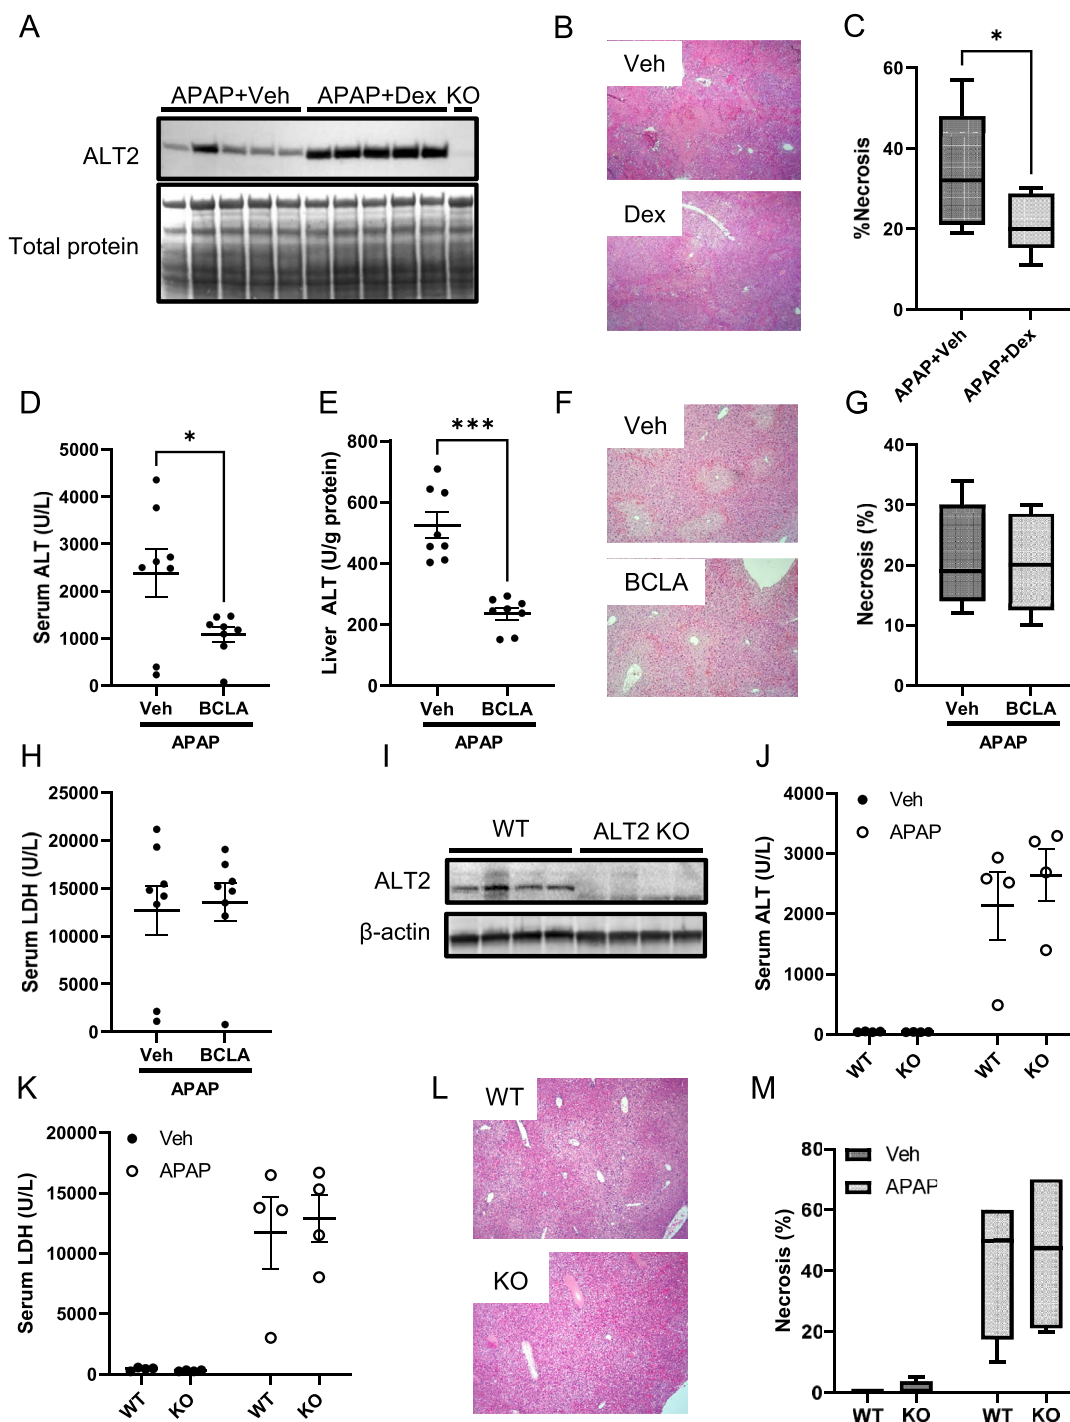 A
APAP+Veh APAP+Dex KO
ALT2
Total protein
B
Veh
Dex
C
*
%Necrosis
60
40
20
0
APAP+Veh
APAP+Dex
D
*
Serum ALT (U/L)
5000
4000
3000
2000
1000
0
Veh BCLA
APAP
E
***
Liver ALT (U/g protein)
800
600
400
200
0
Veh BCLA
APAP
F
Veh
BCLA
G
Necrosis (%)
40
30
20
10
0
Veh BCLA
APAP
H
Serum LDH (U/L)
25000
20000
15000
10000
5000
0
Veh BCLA
APAP
I
WT ALT2 KO
ALT2
β-actin
J
Serum ALT (U/L)
4000
3000
2000
1000
0
Veh
APAP
WT KO WT KO
K
Serum LDH (U/L)
20000
15000
10000
5000
0
Veh
APAP
WT KO WT KO
L
WT
KO
M
Necrosis (%)
80
60
40
20
0
Veh
APAP
WT KO WT KO